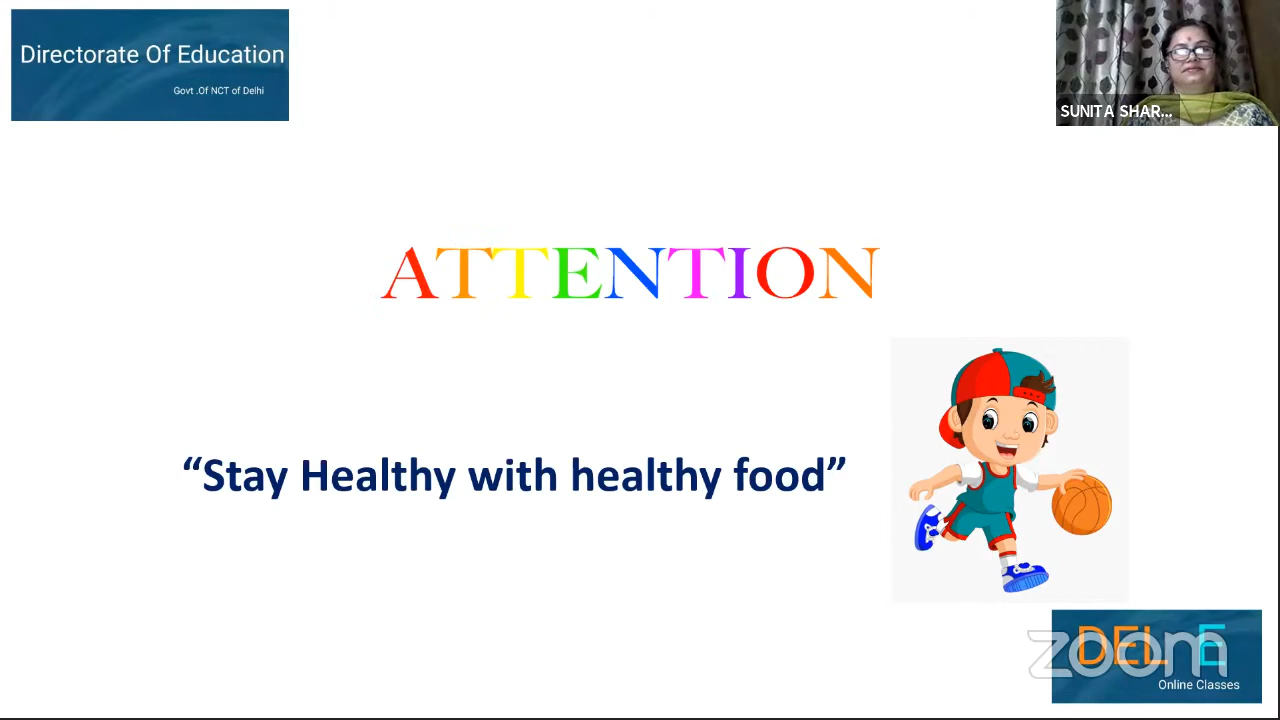 Directorate Of Education
Govt .Of NCT of Delhi
SUNITA SHAR...
ATTENTION
“Stay Healthy with healthy food”
zoom
Online Classes